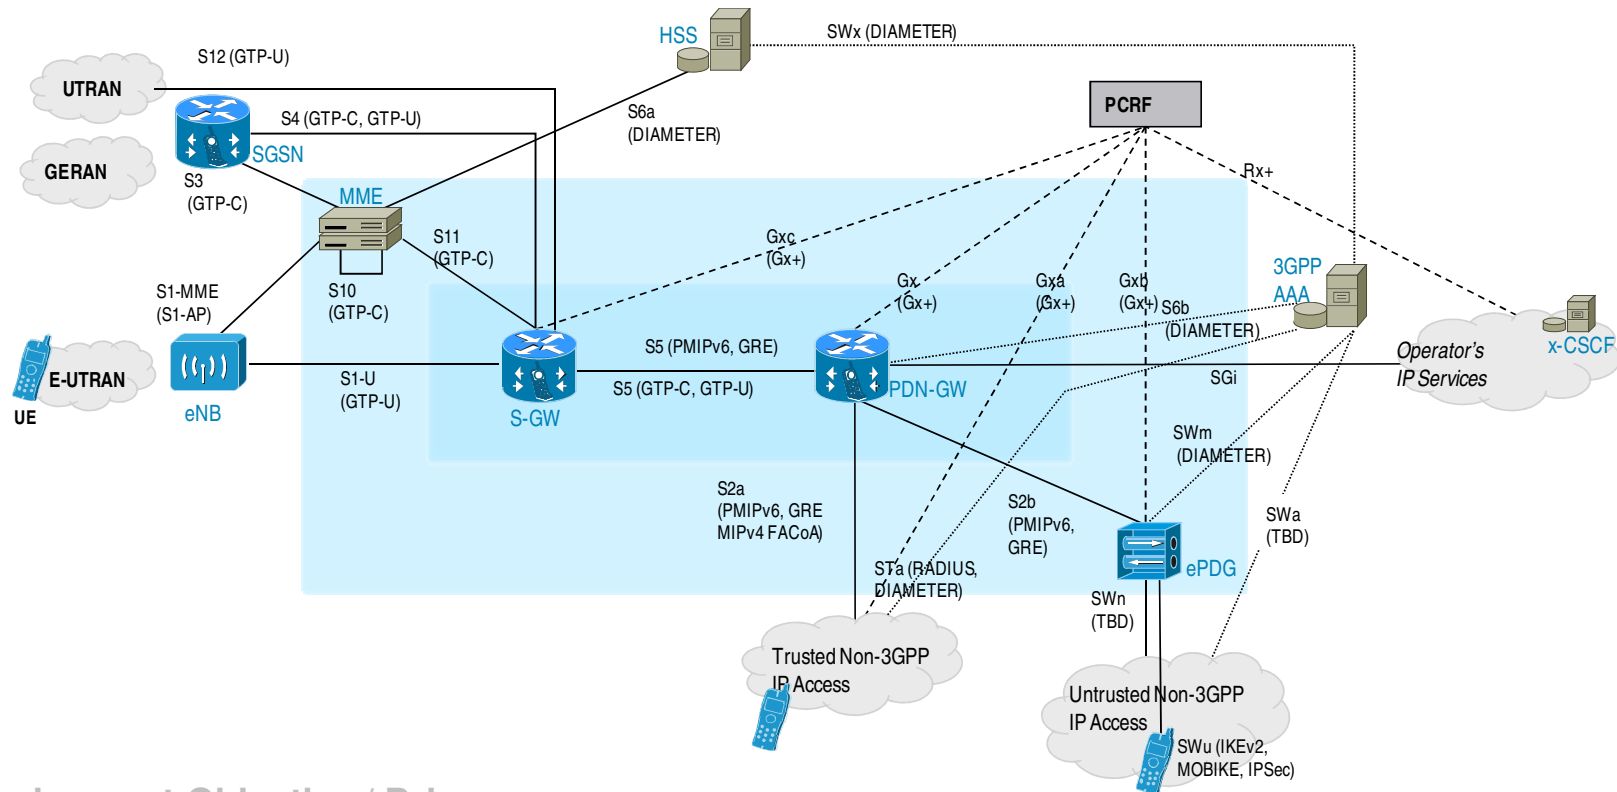 HSS
SWx (DIAMETER)
S12 (GTP-U)
UTRAN
S4 (GTP-C, GTP-U)
SGSN
S6a
(DIAMETER)
PCRF
GERAN
S3
(GTP-C)
MME
Rx+
S11
(GTP-C)
Gxc
(Gx+)
Gx
(Gx+)
Gxa
(Gx+)
Gxb
(Gx+)
3GPP
AAA
S10
(GTP-C)
S1-MME
(S1-AP)
S6b
(DIAMETER)
x-CSCF
Operator's
IP Services
E-UTRAN
UE
eNB
S1-U
(GTP-U)
S-GW
S5 (PMIPv6, GRE)
S5 (GTP-C, GTP-U)
PDN-GW
SGi
SWm
(DIAMETER)
S2a
(PMIPv6, GRE
MIPv4 FACoA)
S2b
(PMIPv6,
GRE)
SWa
(TBD)
STa (RADIUS,
DIAMETER)
ePDG
SWn
(TBD)
Trusted Non-3GPP
IP Access
Untrusted Non-3GPP
IP Access
SWu (IKEv2,
MOBIKE, IPSec)